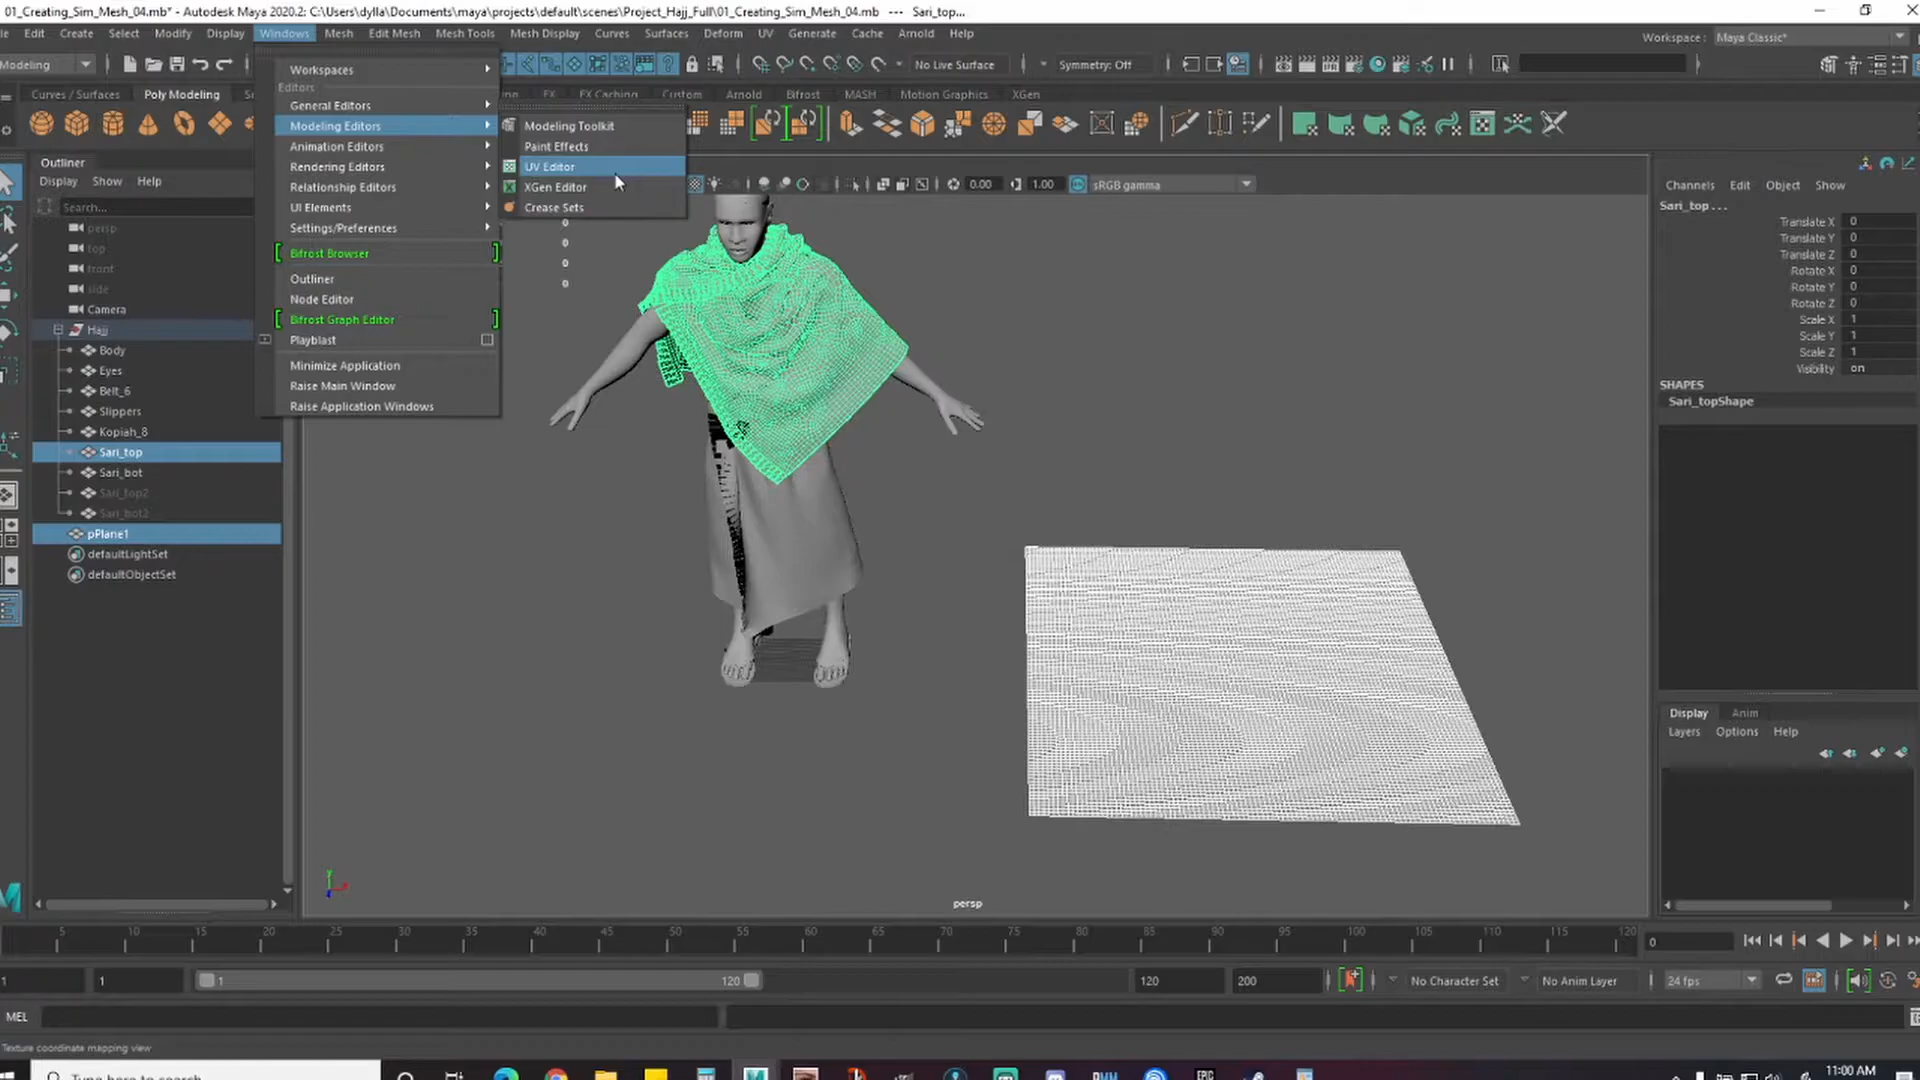 01_Creating_Sim_Mesh_04.mb* - Autodesk Maya 2020.2: C:\Users\dylla\Documents\maya\projects\default\scenes\Project_Hajj_Full\01_Creating_Sim_Mesh_04.mb --- Sari_top...
Edit Create Select Modify Display Windows Mesh Edit Mesh Mesh Tools Mesh Display Curves Surfaces Deform UV Generate Cache Arnold Help
Workspace : Maya Classic*
Modeling
No Live Surface
Symmetry: Off
Curves / Surfaces Poly Modeling FX FX Caching Custom Arnold Bifrost MASH Motion Graphics XGen
Workspaces
Editors
General Editors
Modeling Editors
Animation Editors
Rendering Editors
Relationship Editors
UI Elements
Settings/Preferences
Bifrost Browser
Outliner
Node Editor
Bifrost Graph Editor
Playblast
Minimize Application
Raise Main Window
Raise Application Windows
Modeling Toolkit
Paint Effects
UV Editor
XGen Editor
Crease Sets
0.00 1.00 sRGB gamma
0
0
0
0
Outliner
Display Show Help
Search...
persp
top
front
side
Camera
Hajj
Body
Eyes
Belt_6
Slippers
Kopiah_8
Sari_top
Sari_bot
Sari_top2
Sari_bot2
pPlane1
defaultLightSet
defaultObjectSet
Channels Edit Object Show
Sari_top . . .
Translate X 0
Translate Y 0
Translate Z 0
Rotate X 0
Rotate Y 0
Rotate Z 0
Scale X 1
Scale Y 1
Scale Z 1
Visibility on
SHAPES
Sari_topShape
Display Anim
Layers Options Help
persp
5 10 15 20 25 30 35 40 45 50 55 60 65 70 75 80 85 90 95 100 105 110 115 120
0
1 1 1 120 120 200 No Character Set No Anim Layer 24 fps
MEL
Texture coordinate mapping view
Type here to search
11:00 AM